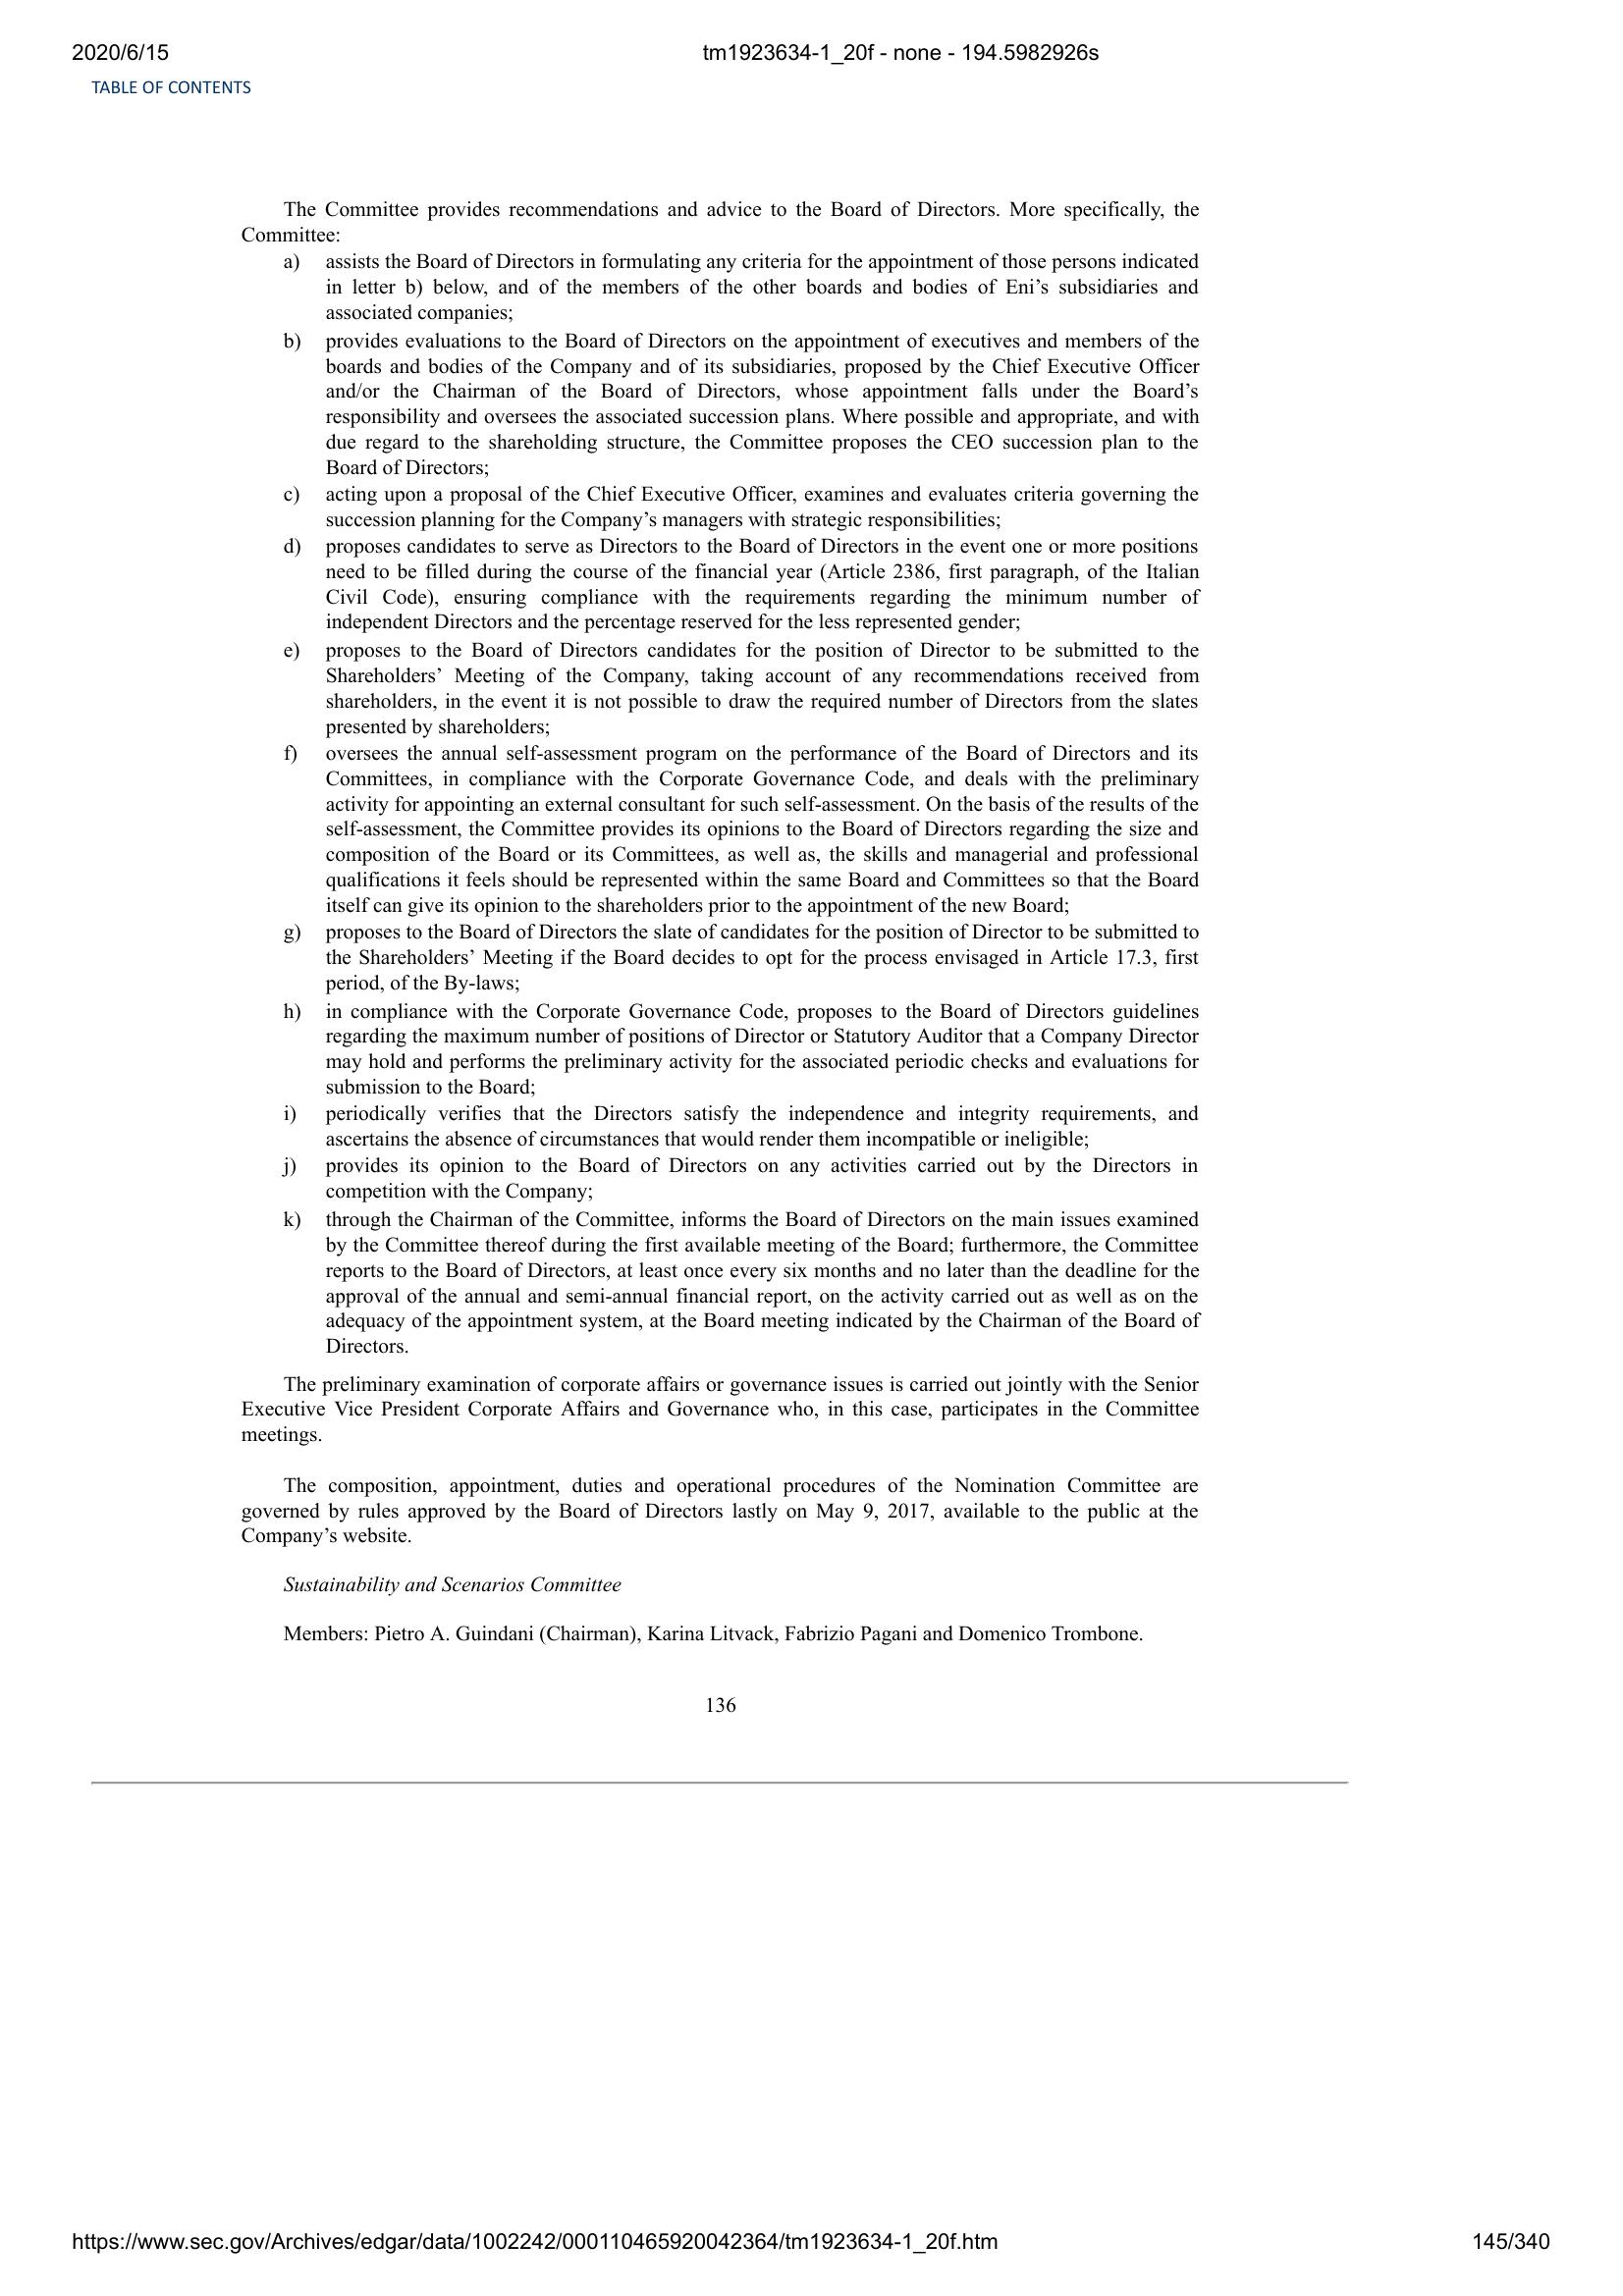 2020/6/15
tm1923634-1_20f - none - 194.5982926s
TABLE OF CONTENTS
The Committee provides recommendations and advice to the Board of Directors. More specifically, the
Committee:
a) assists the Board of Directors in formulating any criteria for the appointment of those persons indicated
in letter b) below, and of the members of the other boards and bodies of Eni’s subsidiaries and
associated companies;
b) provides evaluations to the Board of Directors on the appointment of executives and members of the
boards and bodies of the Company and of its subsidiaries, proposed by the Chief Executive Officer
and/or the Chairman of the Board of Directors, whose appointment falls under the Board’s
responsibility and oversees the associated succession plans. Where possible and appropriate, and with
due regard to the shareholding structure, the Committee proposes the CEO succession plan to the
Board of Directors;
c) acting upon a proposal of the Chief Executive Officer, examines and evaluates criteria governing the
succession planning for the Company’s managers with strategic responsibilities;
d) proposes candidates to serve as Directors to the Board of Directors in the event one or more positions
need to be filled during the course of the financial year (Article 2386, first paragraph, of the Italian
Civil Code), ensuring compliance with the requirements regarding the minimum number of
independent Directors and the percentage reserved for the less represented gender;
e) proposes to the Board of Directors candidates for the position of Director to be submitted to the
Shareholders’ Meeting of the Company, taking account of any recommendations received from
shareholders, in the event it is not possible to draw the required number of Directors from the slates
presented by shareholders;
f) oversees the annual self-assessment program on the performance of the Board of Directors and its
Committees, in compliance with the Corporate Governance Code, and deals with the preliminary
activity for appointing an external consultant for such self-assessment. On the basis of the results of the
self-assessment, the Committee provides its opinions to the Board of Directors regarding the size and
composition of the Board or its Committees, as well as, the skills and managerial and professional
qualifications it feels should be represented within the same Board and Committees so that the Board
itself can give its opinion to the shareholders prior to the appointment of the new Board;
g) proposes to the Board of Directors the slate of candidates for the position of Director to be submitted to
the Shareholders’ Meeting if the Board decides to opt for the process envisaged in Article 17.3, first
period, of the By-laws;
h) in compliance with the Corporate Governance Code, proposes to the Board of Directors guidelines
regarding the maximum number of positions of Director or Statutory Auditor that a Company Director
may hold and performs the preliminary activity for the associated periodic checks and evaluations for
submission to the Board;
i) periodically verifies that the Directors satisfy the independence and integrity requirements, and
ascertains the absence of circumstances that would render them incompatible or ineligible;
j) provides its opinion to the Board of Directors on any activities carried out by the Directors in
competition with the Company;
k) through the Chairman of the Committee, informs the Board of Directors on the main issues examined
by the Committee thereof during the first available meeting of the Board; furthermore, the Committee
reports to the Board of Directors, at least once every six months and no later than the deadline for the
approval of the annual and semi-annual financial report, on the activity carried out as well as on the
adequacy of the appointment system, at the Board meeting indicated by the Chairman of the Board of
Directors.
The preliminary examination of corporate affairs or governance issues is carried out jointly with the Senior
Executive Vice President Corporate Affairs and Governance who, in this case, participates in the Committee
meetings.
The composition, appointment, duties and operational procedures of the Nomination Committee are
governed by rules approved by the Board of Directors lastly on May 9, 2017, available to the public at the
Company’s website.
Sustainability and Scenarios Committee
Members: Pietro A. Guindani (Chairman), Karina Litvack, Fabrizio Pagani and Domenico Trombone.
136
https://www.sec.gov/Archives/edgar/data/1002242/000110465920042364/tm1923634-1_20f.htm
145/340